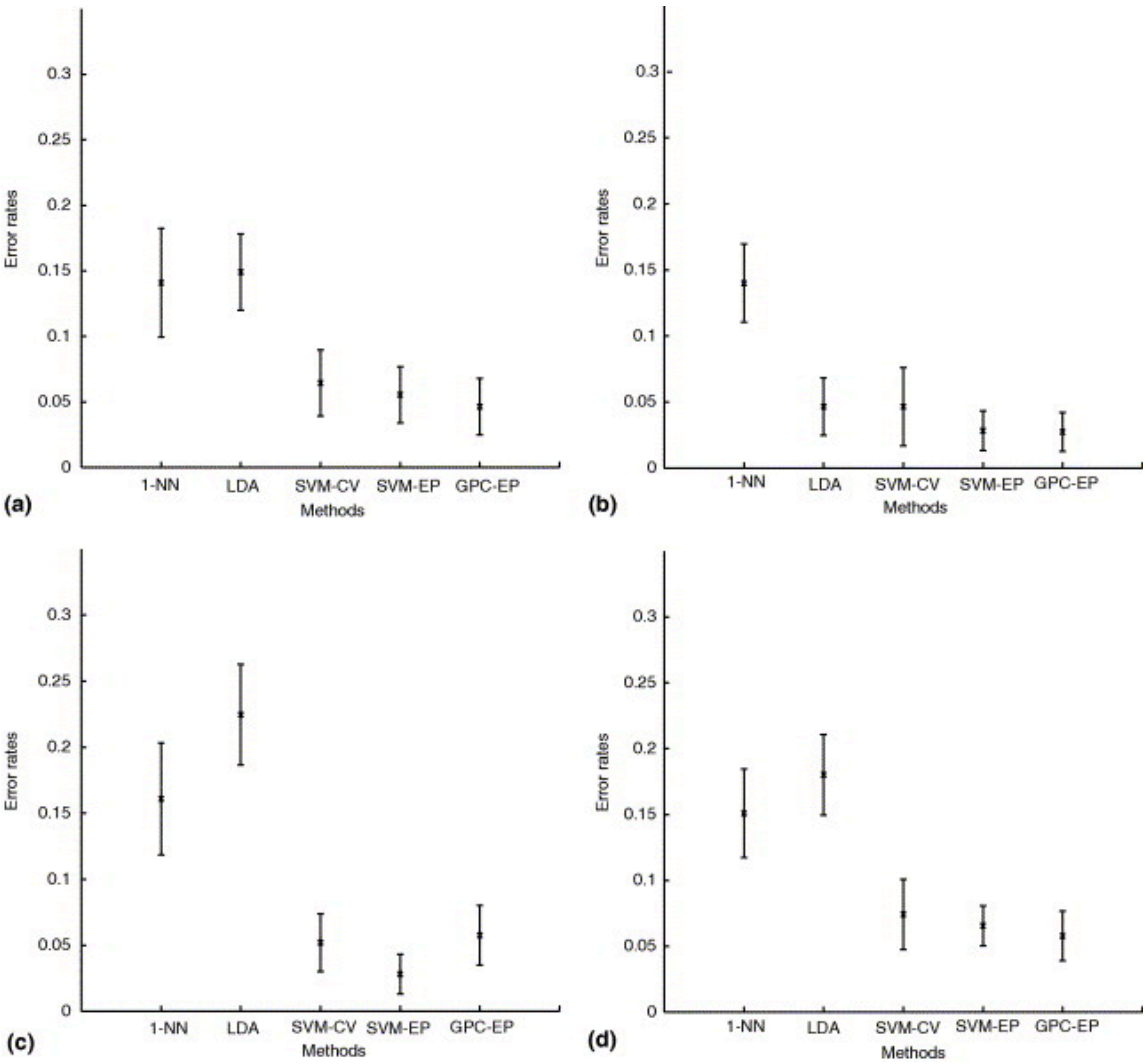 0.3
0.25
0.2
0.15
0.1
0.05
0
Error rates
1-NN LDA SVM-CV SVM-EP GPC-EP
Methods
(a)
0.3
0.25
0.2
0.15
0.1
0.05
0
Error rates
1-NN LDA SVM-CV SVM-EP GPC-EP
Methods
(b)
0.3
0.25
0.2
0.15
0.1
0.05
0
Error rates
1-NN LDA SVM-CV SVM-EP GPC-EP
Methods
(c)
0.3
0.25
0.2
0.15
0.1
0.05
0
Error rates
1-NN LDA SVM-CV SVM-EP GPC-EP
Methods
(d)